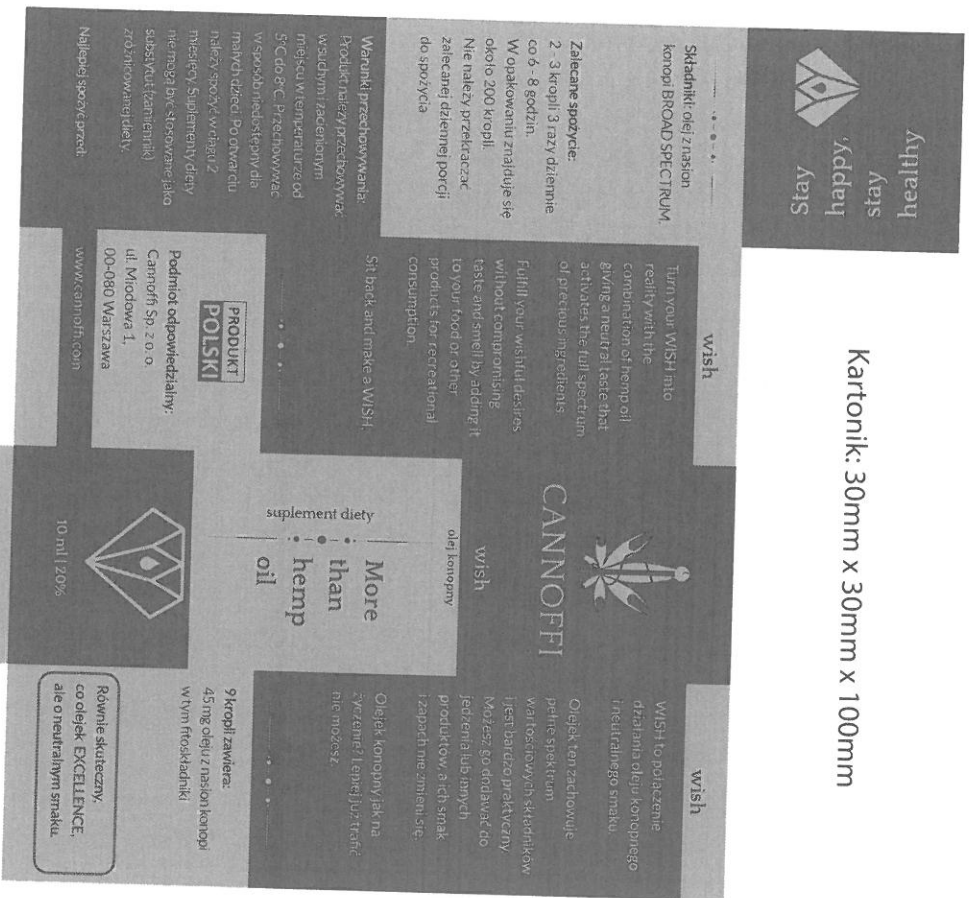 Kartonik: 30mm x 30mm x 100mm
Stay
happy,
stay
healthy
Składniki: olej z nasion
konopi BROAD SPECTRUM.
Zalecane spożycie:
2 - 3 kropli 3 razy dziennie
co 6 - 8 godzin.
W opakowaniu znajduje się
około 200 kropli.
Nie należy przekraczać
zalecanej dziennej porcji
do spożycia
Warunki przechowywania:
Produkt należy przechowywać
w suchym i zacienionym
miejscu w temperaturze od
5°C do 8°C. Przechowywać
w sposób niedostępny dla
małych dzieci. Po otwarciu
należy spożyć w ciągu 2
miesięcy. Suplementy diety
nie mogą być stosowane jako
substytut (zamiennik)
zróżnicowanej diety.
Najlepiej spożyć przed:
wish
Turn your WISH into
reality with the
combination of hemp oil
giving a neutral taste that
activates the full spectrum
of precious ingredients.
Fulfill your wishful desires
without compromising
taste and smell by adding it
to your food or other
products for recreational
consumption.
Sit back and make a WISH.
PRODUKT
POLSKI
Podmiot odpowiedzialny:
Cannoffi Sp. z o. o.
ul. Miodowa 1,
00-080 Warszawa
www.cannoffi.com
CANNOFFI
wish
olej konopny
suplement diety
More
than
hemp
oil
10 ml | 20%
wish
WISH to połączenie
działania oleju konopnego
i neutralnego smaku.
Olejek ten zachowuje
pełne spektrum
wartościowych składników
i jest bardzo praktyczny.
Możesz go dodawać do
jedzenia lub innych
produktów, a ich smak
i zapach nie zmieni się.
Olejek konopny jak na
życzenie? Lepiej już trafić
nie możesz.
9 kropli zawiera:
45 mg oleju z nasion konopi
w tym fitoskładniki
Równie skuteczny,
co olejek EXCELLENCE,
ale o neutralnym smaku.